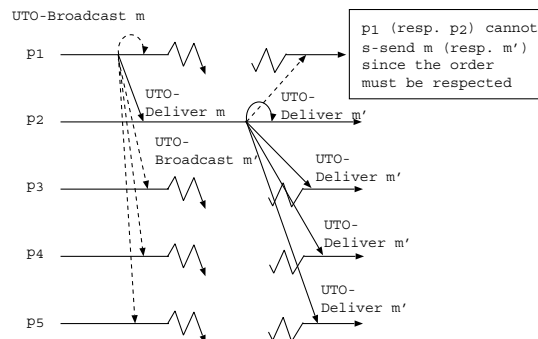 UTO-Broadcast m
p1
p1 (resp. p2) cannot
s-send m (resp. m')
since the order
must be respected
UTO-
Deliver m
UTO-
Deliver m'
p2
UTO-
Broadcast m'
UTO-
Deliver m'
p3
UTO-
Deliver m'
p4
UTO-
Deliver m'
p5